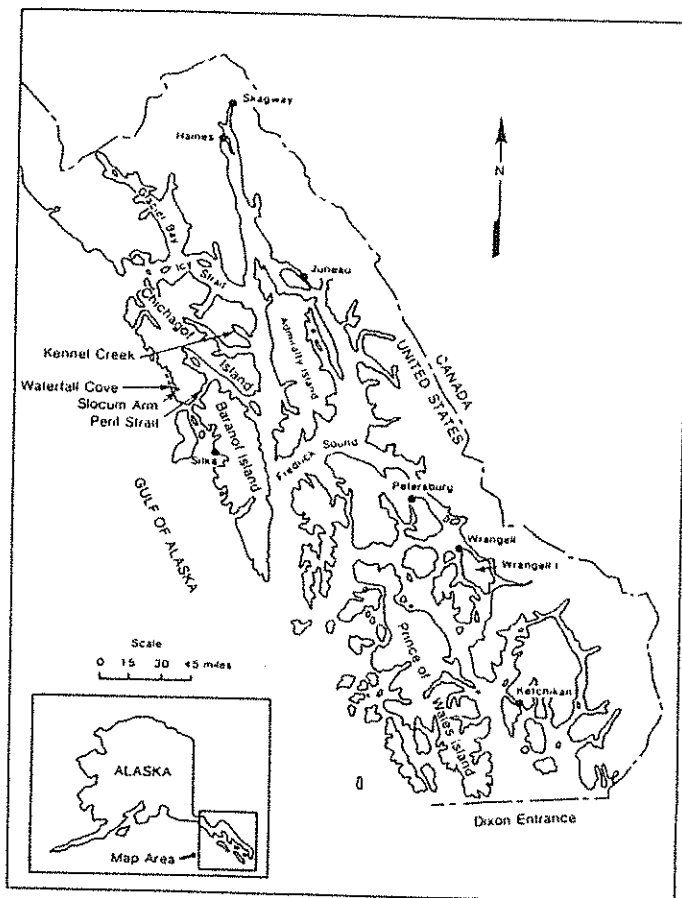 Skagway
Haines
N
Glacier Bay
Icy Strait
Juneau
Chichagof Island
Admiralty Island
Kennel Creek
CANADA
UNITED STATES
Waterfall Cove
Slocum Arm
Peril Strait
Baranof Island
Sitka
Fredrick Sound
Petersburg
GULF OF ALASKA
Wrangell
Wrangell I
Scale
0 15 30 45 miles
Prince of Wales Island
Ketchikan
ALASKA
Map Area
Dixon Entrance